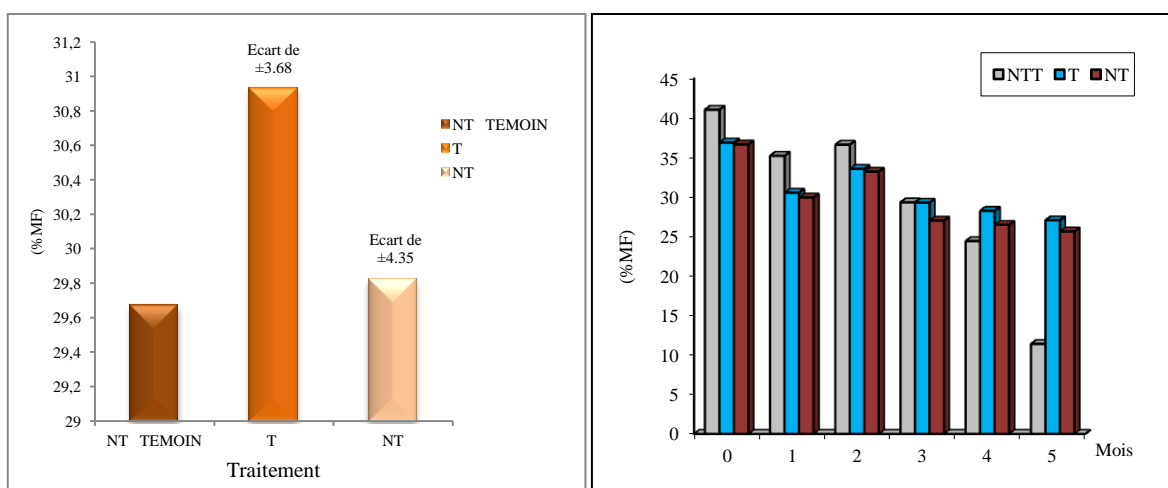 31,2
31
30,8
30,6
30,4
30,2
30
29,8
29,6
29,4
29,2
29
(%MF)
Ecart de
±3.68
Ecart de
±4.35
NT TEMOIN
T
NT
NT TEMOIN
T
NT
Traitement
45
40
35
30
25
20
15
10
5
0
(%MF)
NTT
T
NT
0
1
2
3
4
5
Mois